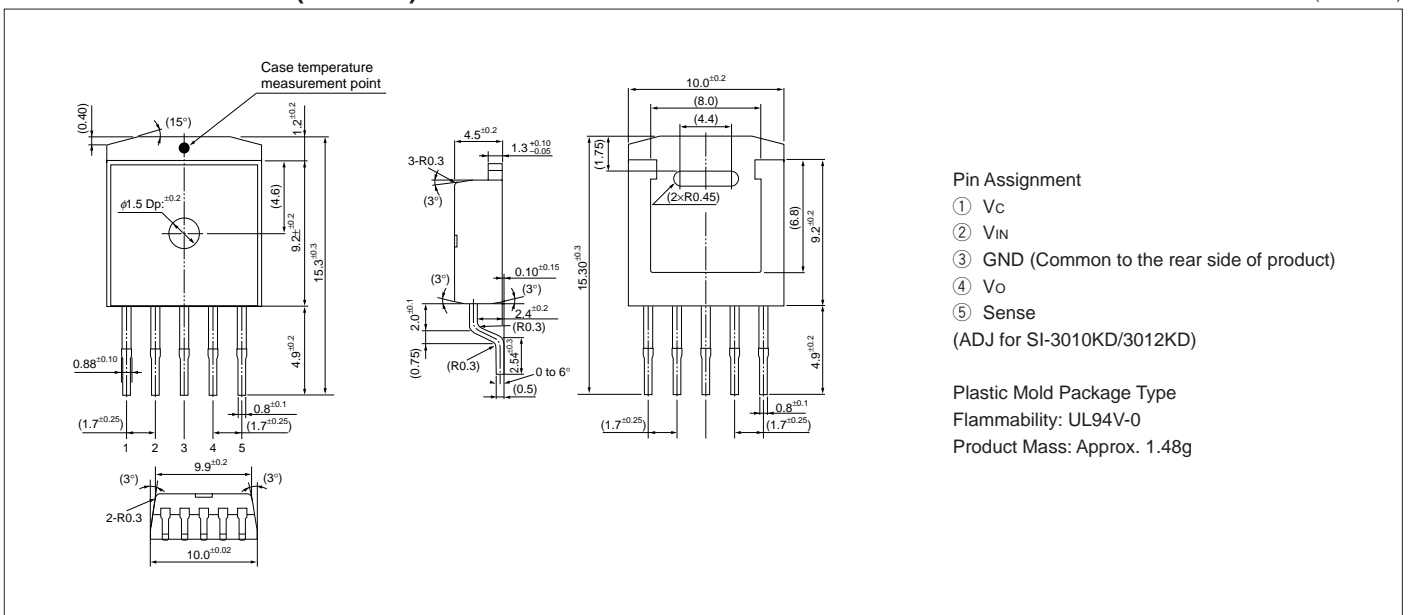 Case temperature
measurement point
(0.40)
(15°)
1.2±0.2
φ1.5 Dp:±0.2
(4.6)
9.2±±0.2
15.3±0.3
0.88±0.10
4.9±0.2
0.8±0.1
(1.7±0.25)
(1.7±0.25)
1 2 3 4 5
9.9±0.2
(3°)
(3°)
2-R0.3
10.0±0.02
4.5±0.2
1.3+0.10-0.05
3-R0.3
(3°)
0.10±0.15
(3°)
(3°)
2.0±0.1
2.4±0.2
(R0.3)
(0.75)
(R0.3)
2.54±0.3
0 to 6°
(0.5)
10.0±0.2
(8.0)
(4.4)
(1.75)
(2×R0.45)
(6.8)
9.2±0.2
15.30±0.3
4.9±0.2
0.8±0.1
(1.7±0.25)
(1.7±0.25)
Pin Assignment
① VC
② VIN
③ GND (Common to the rear side of product)
④ VO
⑤ Sense
(ADJ for SI-3010KD/3012KD)
Plastic Mold Package Type
Flammability: UL94V-0
Product Mass: Approx. 1.48g